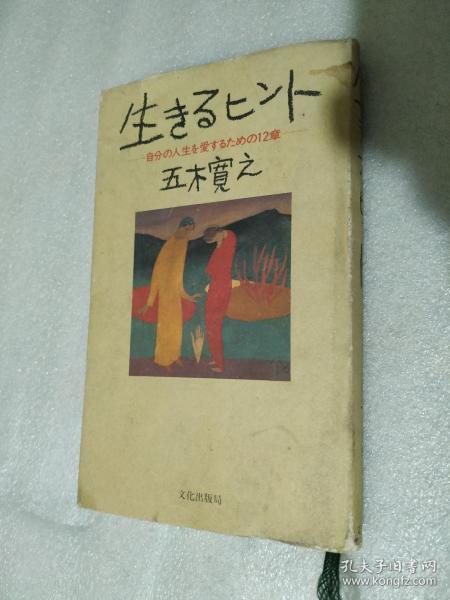 生きるヒント
―自分の人生を愛するための12章―
五木寛之
文化出版局
孔夫子旧书网
www.kongfz.com